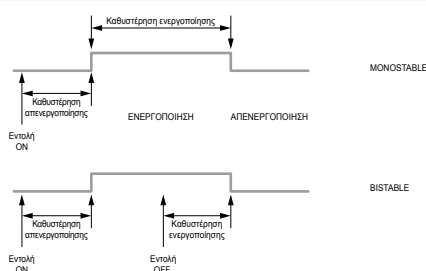 Καθυστέρηση ενεργοποίησης
MONOSTABLE
Καθυστέρηση
απενεργοποίησης
ΕΝΕΡΓΟΠΟΙΗΣΗ
ΑΠΕΝΕΡΓΟΠΟΙΗΣΗ
Εντολή
ON
BISTABLE
Καθυστέρηση
απενεργοποίησης
Καθυστέρηση
ενεργοποίησης
Εντολή
ON
Εντολή
OFF